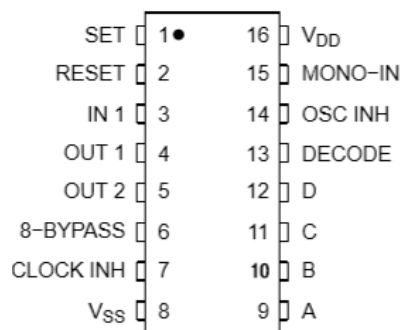 SET 1 16 VDD
RESET 2 15 MONO−IN
IN 1 3 14 OSC INH
OUT 1 4 13 DECODE
OUT 2 5 12 D
8−BYPASS 6 11 C
CLOCK INH 7 10 B
VSS 8 9 A